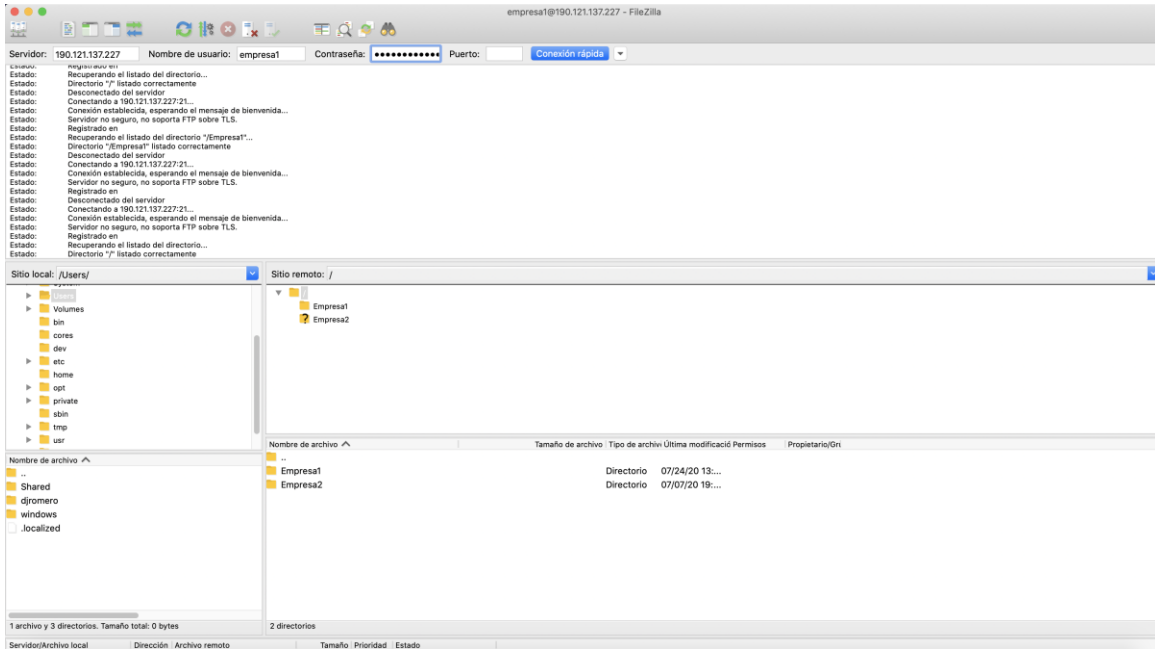 empresa1@190.121.137.227 - FileZilla
Servidor: 190.121.137.227 Nombre de usuario: empresa1 Contraseña: ●●●●●●●●●●●● Puerto: Conexión rápida
Estado: Registrado en
Estado: Recuperando el listado del directorio...
Estado: Directorio "/" listado correctamente
Estado: Desconectado del servidor
Estado: Conectando a 190.121.137.227:21...
Estado: Conexión establecida, esperando el mensaje de bienvenida...
Estado: Servidor no seguro, no soporta FTP sobre TLS.
Estado: Registrado en
Estado: Recuperando el listado del directorio "/Empresa1"...
Estado: Directorio "/Empresa1" listado correctamente
Estado: Desconectado del servidor
Estado: Conectando a 190.121.137.227:21...
Estado: Conexión establecida, esperando el mensaje de bienvenida...
Estado: Servidor no seguro, no soporta FTP sobre TLS.
Estado: Registrado en
Estado: Desconectado del servidor
Estado: Conectando a 190.121.137.227:21...
Estado: Conexión establecida, esperando el mensaje de bienvenida...
Estado: Servidor no seguro, no soporta FTP sobre TLS.
Estado: Registrado en
Estado: Recuperando el listado del directorio...
Estado: Directorio "/" listado correctamente
Sitio local: /Users/
Users
Volumes
bin
cores
dev
etc
home
opt
private
sbin
tmp
usr
Nombre de archivo
..
Shared
djromero
windows
.localized
1 archivo y 3 directorios. Tamaño total: 0 bytes
Sitio remoto: /
/
Empresa1
? Empresa2
Nombre de archivo Tamaño de archivo Tipo de archivo Última modificació Permisos Propietario/Gru
..
Empresa1 Directorio 07/24/20 13:...
Empresa2 Directorio 07/07/20 19:...
2 directorios
Servidor/Archivo local Dirección Archivo remoto Tamaño Prioridad Estado